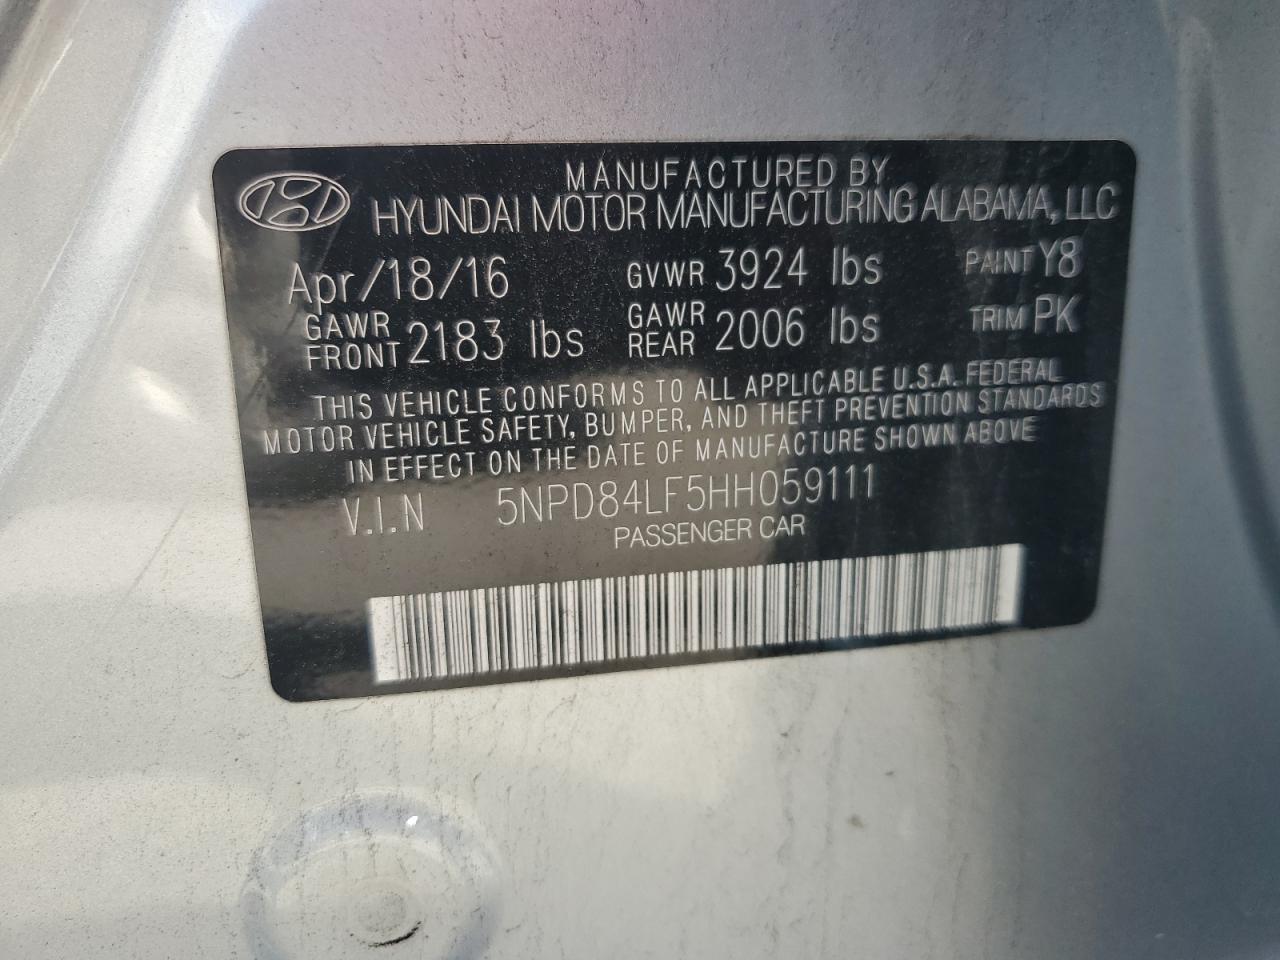 MANUFACTURED BY
HYUNDAI MOTOR MANUFACTURING ALABAMA, LLC
Apr/18/16 GVWR 3924 lbs PAINT Y8
GAWR FRONT 2183 lbs GAWR REAR 2006 lbs TRIM PK
THIS VEHICLE CONFORMS TO ALL APPLICABLE U.S.A. FEDERAL
MOTOR VEHICLE SAFETY, BUMPER, AND THEFT PREVENTION STANDARDS
IN EFFECT ON THE DATE OF MANUFACTURE SHOWN ABOVE
V.I.N 5NPD84LF5HH059111
PASSENGER CAR